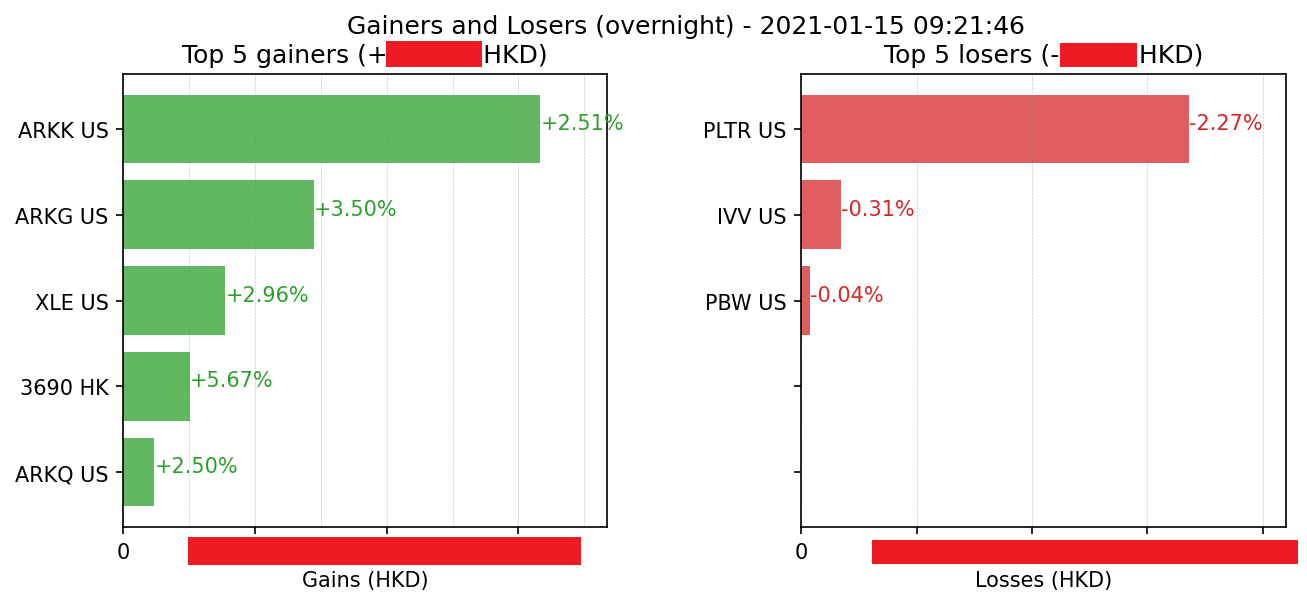 Gainers and Losers (overnight) - 2021-01-15 09:21:46
Top 5 gainers (+ HKD)
ARKK US
+2.51%
ARKG US
+3.50%
XLE US
+2.96%
3690 HK
+5.67%
ARKQ US
+2.50%
0
Gains (HKD)
Top 5 losers (- HKD)
PLTR US
-2.27%
IVV US
-0.31%
PBW US
-0.04%
0
Losses (HKD)